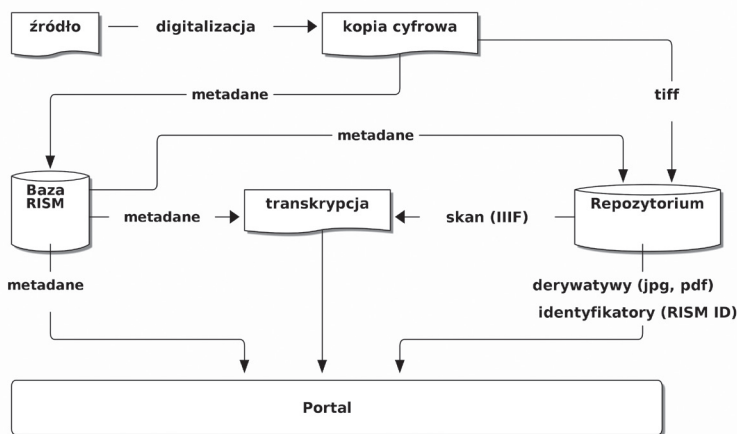 źródło
digitalizacja
kopia cyfrowa
metadane
tiff
metadane
Baza
RISM
metadane
transkrypcja
skan (IIIF)
Repozytorium
metadane
derywatywy (jpg, pdf)
identyfikatory (RISM ID)
Portal